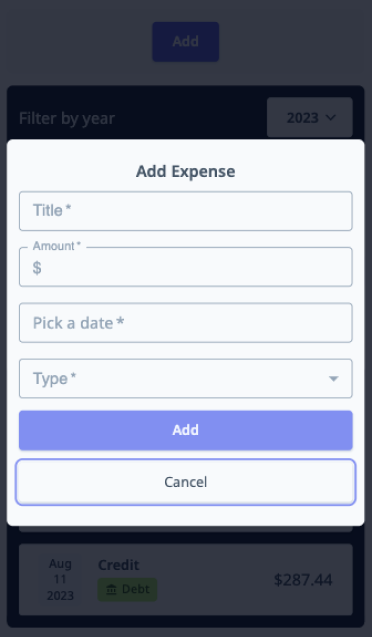 Add
Filter by year
2023
Add Expense
Title *
Amount *
$
Pick a date *
Type *
Add
Cancel
Aug
11
2023
Credit
Debt
$287.44